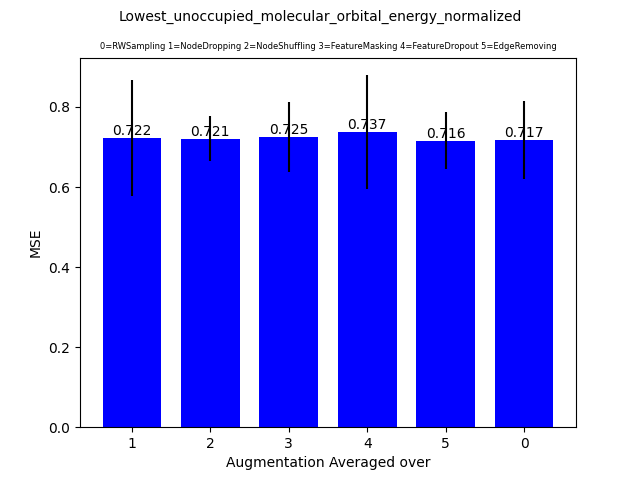 Lowest_unoccupied_molecular_orbital_energy_normalized
0=RWSampling 1=NodeDropping 2=NodeShuffling 3=FeatureMasking 4=FeatureDropout 5=EdgeRemoving
0.8
0.6
0.4
0.2
0.0
MSE
0.722
0.721
0.725
0.737
0.716
0.717
1 2 3 4 5 0
Augmentation Averaged over